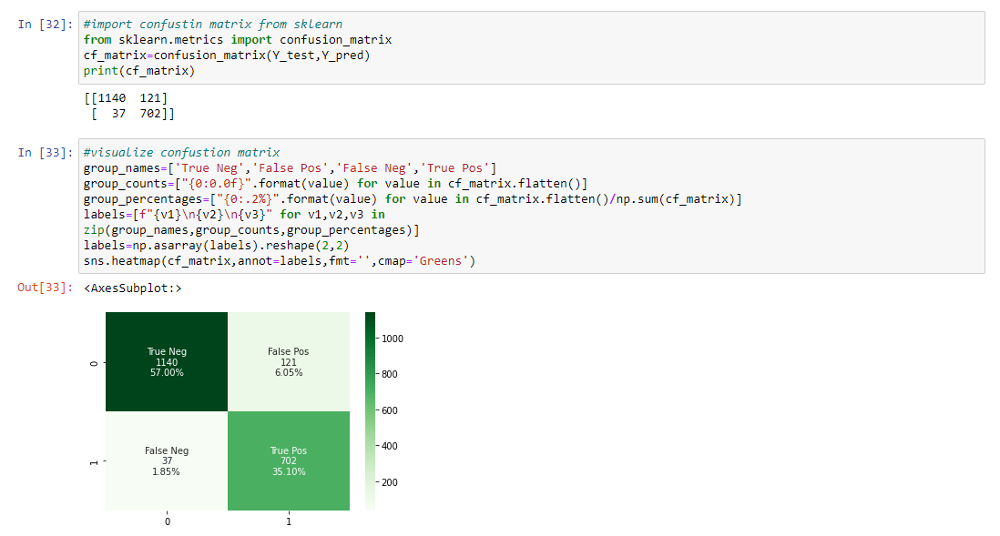 In [32]: #import confustin matrix from sklearn
from sklearn.metrics import confusion_matrix
cf_matrix=confusion_matrix(Y_test,Y_pred)
print(cf_matrix)
[[1140  121]
 [  37  702]]
In [33]: #visualize confustion matrix
group_names=['True Neg','False Pos','False Neg','True Pos']
group_counts=["{0:0.0f}".format(value) for value in cf_matrix.flatten()]
group_percentages=["{0:.2%}".format(value) for value in cf_matrix.flatten()/np.sum(cf_matrix)]
labels=[f"{v1}\n{v2}\n{v3}" for v1,v2,v3 in
zip(group_names,group_counts,group_percentages)]
labels=np.asarray(labels).reshape(2,2)
sns.heatmap(cf_matrix,annot=labels,fmt='',cmap='Greens')
Out[33]: <AxesSubplot:>
0
True Neg
1140
57.00%
False Pos
121
6.05%
1
False Neg
37
1.85%
True Pos
702
35.10%
0 1
1000
800
600
400
200